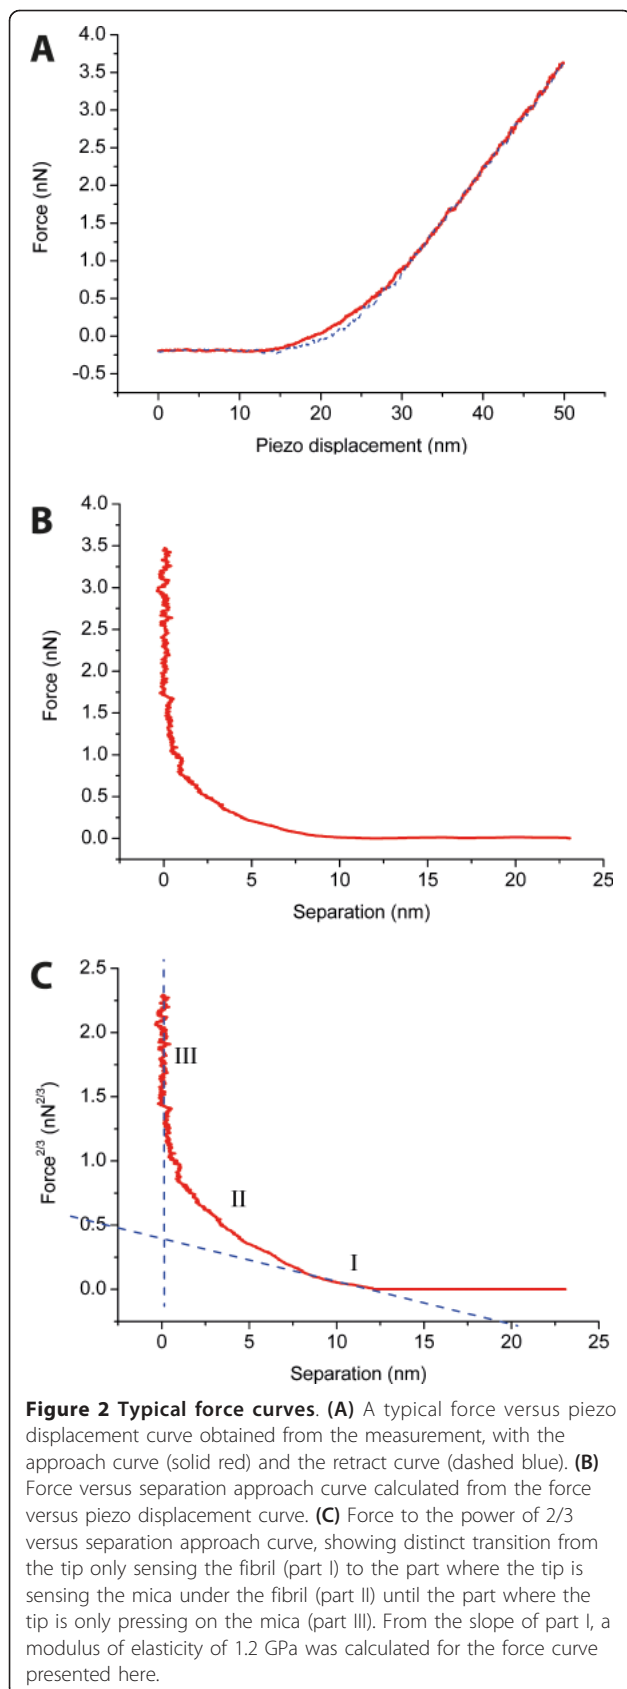 A
4.0
3.5
3.0
2.5
2.0
1.5
1.0
0.5
0.0
-0.5
Force (nN)
0 10 20 30 40 50
Piezo displacement (nm)
B
4.0
3.5
3.0
2.5
2.0
1.5
1.0
0.5
0.0
Force (nN)
0 5 10 15 20 25
Separation (nm)
C
2.5
2.0
1.5
1.0
0.5
0.0
Force^2/3 (nN^2/3)
III
II
I
0 5 10 15 20 25
Separation (nm)
Figure 2 Typical force curves. (A) A typical force versus piezo
displacement curve obtained from the measurement, with the
approach curve (solid red) and the retract curve (dashed blue). (B)
Force versus separation approach curve calculated from the force
versus piezo displacement curve. (C) Force to the power of 2/3
versus separation approach curve, showing distinct transition from
the tip only sensing the fibril (part I) to the part where the tip is
sensing the mica under the fibril (part II) until the part where the
tip is only pressing on the mica (part III). From the slope of part I, a
modulus of elasticity of 1.2 GPa was calculated for the force curve
presented here.